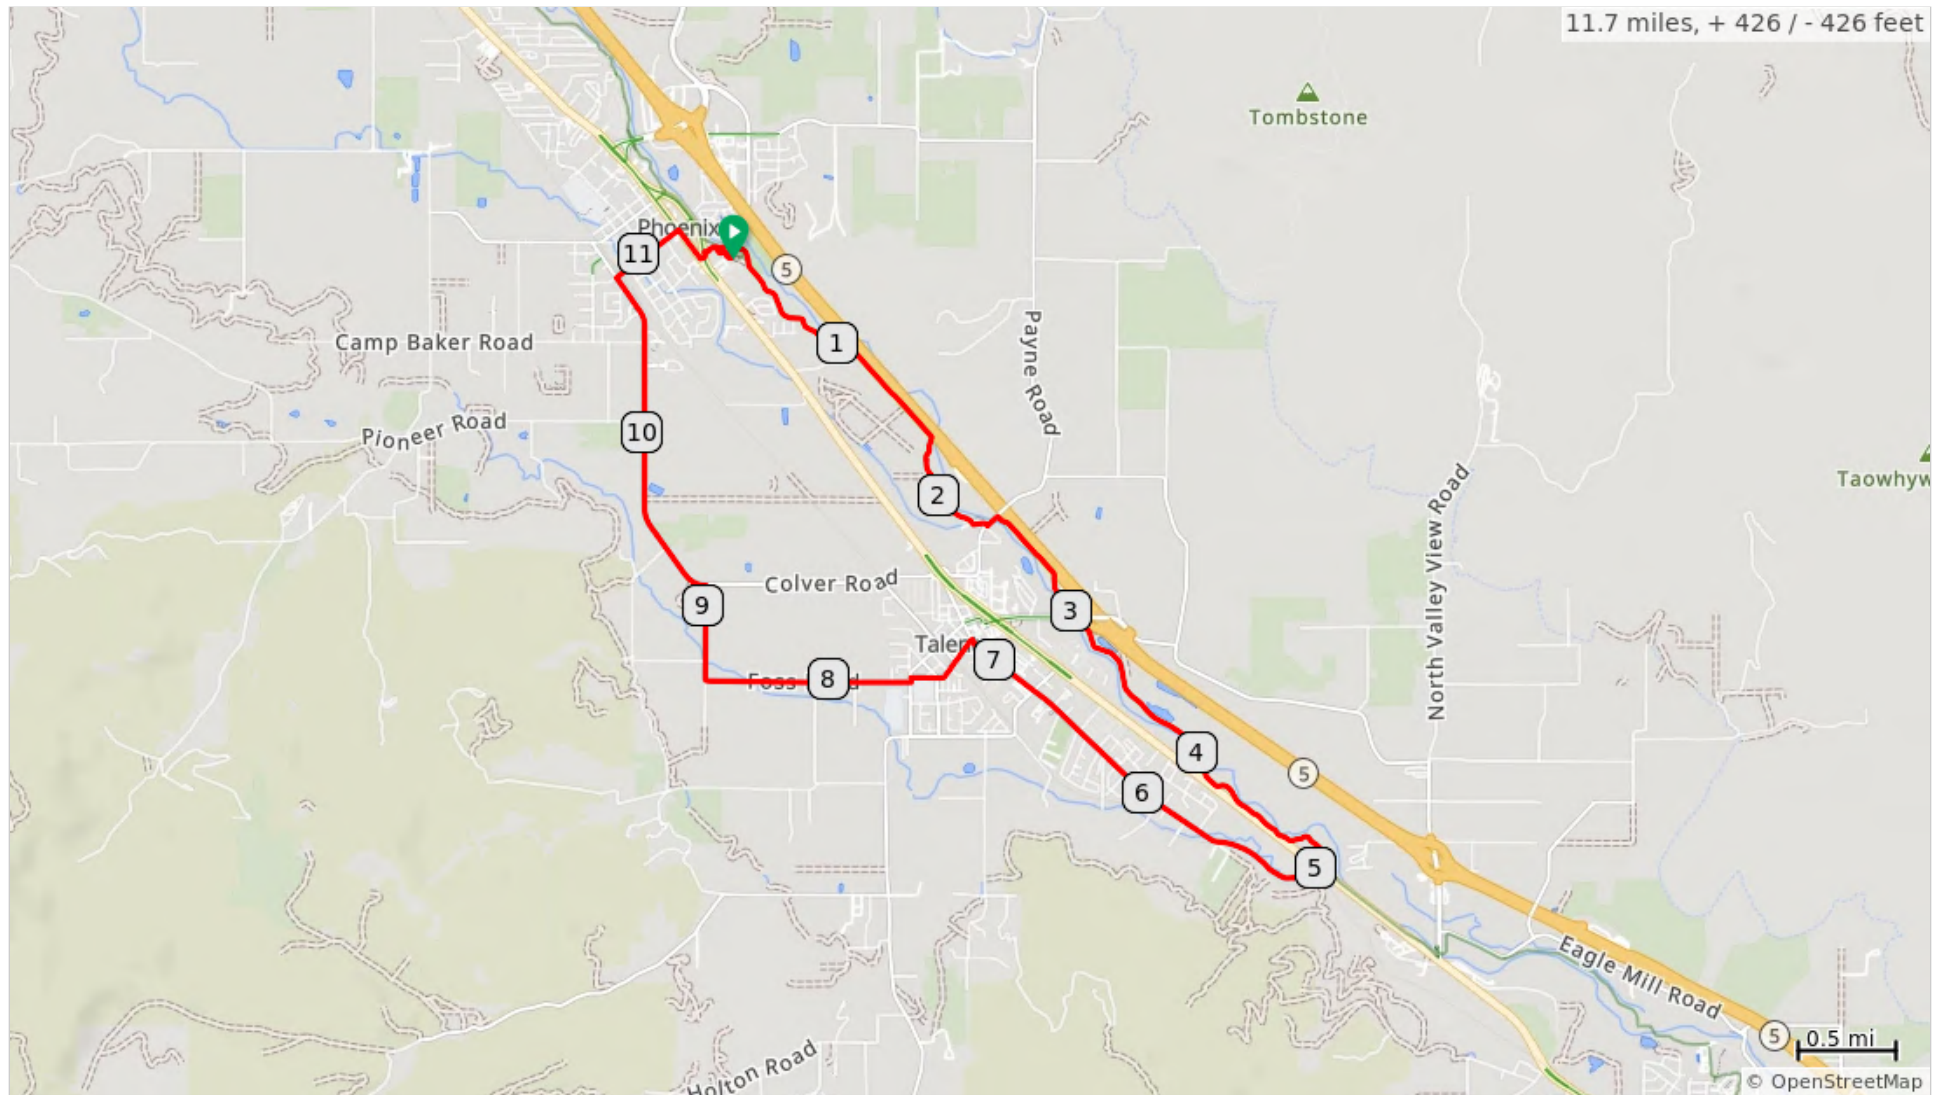 11.7 miles, + 426 / - 426 feet
Tombstone
Phoenix
11
5
1
Camp Baker Road
Payne Road
Pioneer Road
10
Taowhyw
2
North Valley View Road
Colver Road
9
3
Talen
7
Foss
d
8
4
5
6
5
Eagle Mill Road
5
0.5 mi
Holton Road
© OpenStreetMap